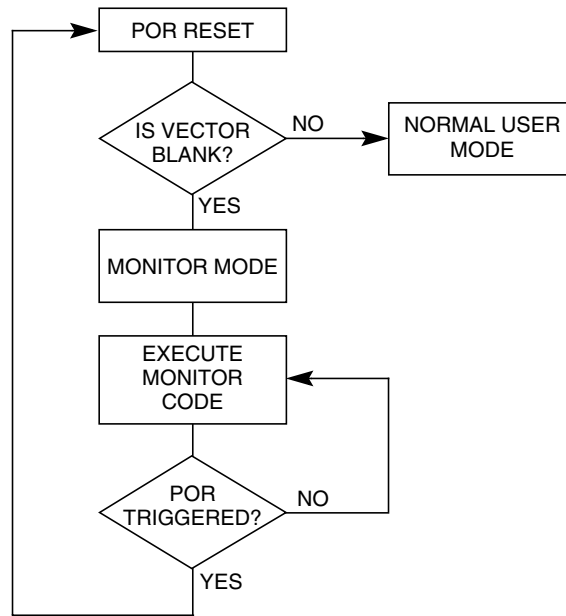 POR RESET
IS VECTOR
BLANK?
NO
NORMAL USER
MODE
YES
MONITOR MODE
EXECUTE
MONITOR
CODE
POR
TRIGGERED?
NO
YES